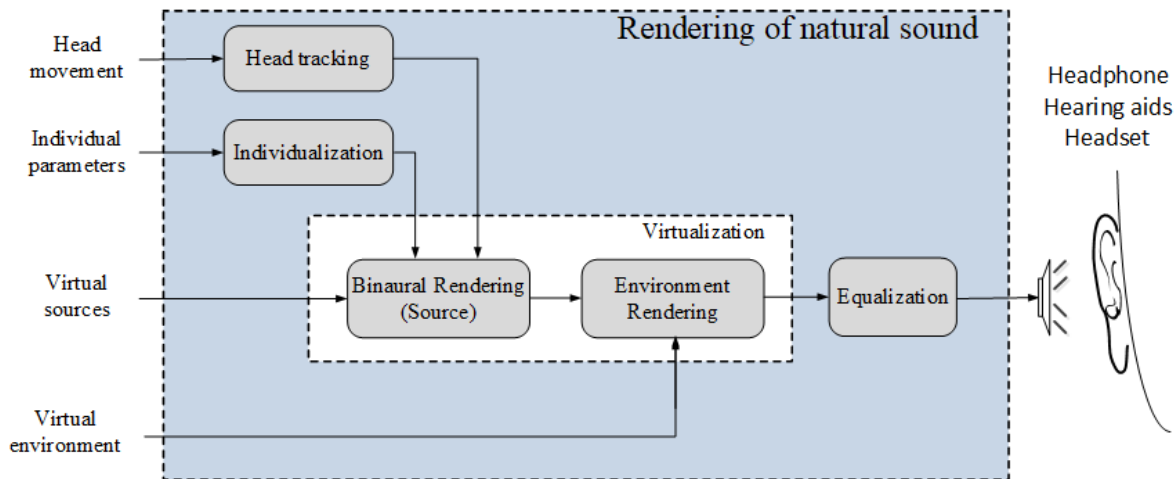 Rendering of natural sound
Head
movement
Head tracking
Individual
parameters
Individualization
Virtualization
Virtual
sources
Binaural Rendering
(Source)
Environment
Rendering
Equalization
Virtual
environment
Headphone
Hearing aids
Headset